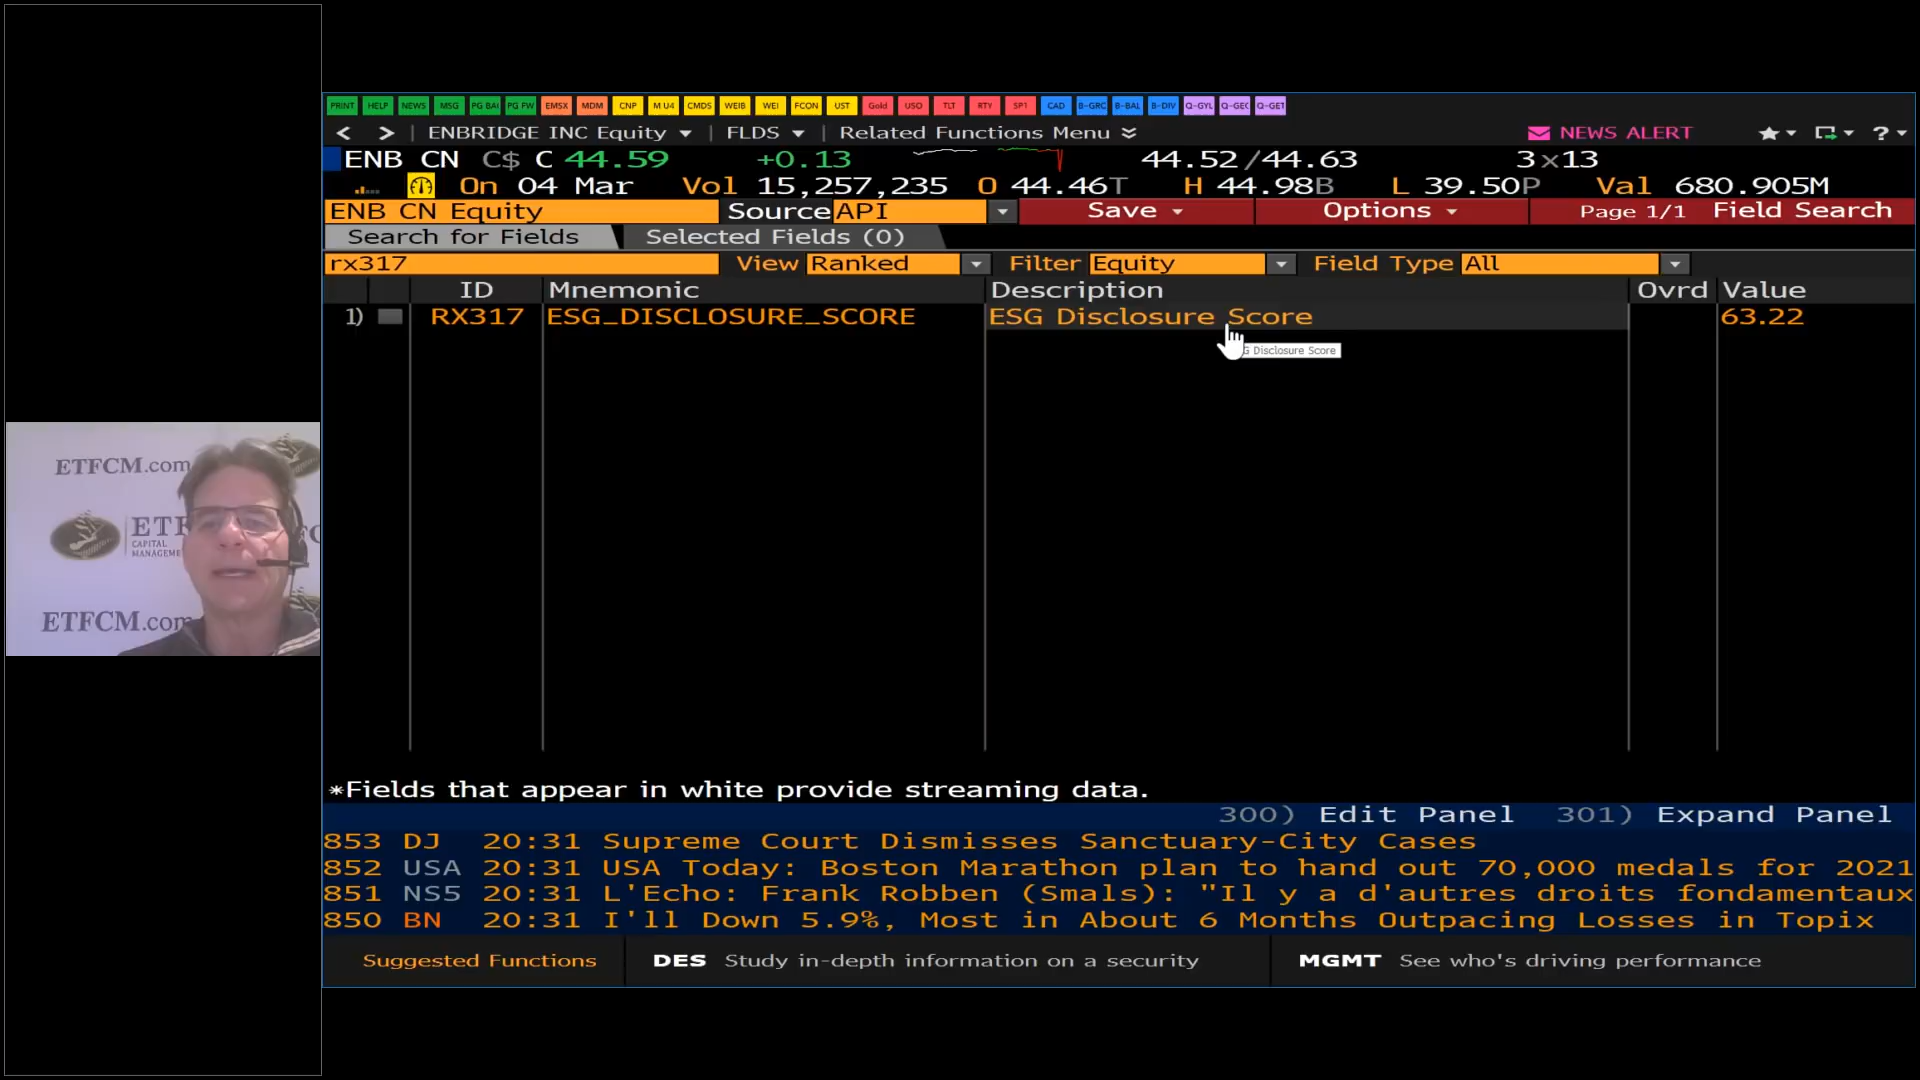 PRINT HELP NEWS MSG PG BAI PG FW EMSX MDM CNP M U4 CMDS WEIB WEI FCON UST Gold USO TLT RTY SP1 CAD B-GRC B-BAL B-DIV Q-GYL Q-GEC Q-GET
< > ENBRIDGE INC Equity FLDS Related Functions Menu NEWS ALERT ?
ENB CN C$ C 44.59 +0.13 44.52/44.63 3x13
On 04 Mar Vol 15,257,235 O 44.46T H 44.98B L 39.50P Val 680.905M
ENB CN Equity Source API Save Options Page 1/1 Field Search
Search for Fields Selected Fields (0)
rx317 View Ranked Filter Equity Field Type All
ID Mnemonic Description Ovrd Value
1) RX317 ESG_DISCLOSURE_SCORE ESG Disclosure Score 63.22
Disclosure Score
ETFCM.com
ETF
CAPITAL
MANAGEME
ETFCM.com
*Fields that appear in white provide streaming data.
300) Edit Panel 301) Expand Panel
853 DJ 20:31 Supreme Court Dismisses Sanctuary-City Cases
852 USA 20:31 USA Today: Boston Marathon plan to hand out 70,000 medals for 2021
851 NS5 20:31 L'Echo: Frank Robben (Smals): "Il y a d'autres droits fondamentaux
850 BN 20:31 I'll Down 5.9%, Most in About 6 Months Outpacing Losses in Topix
Suggested Functions DES Study in-depth information on a security MGMT See who's driving performance